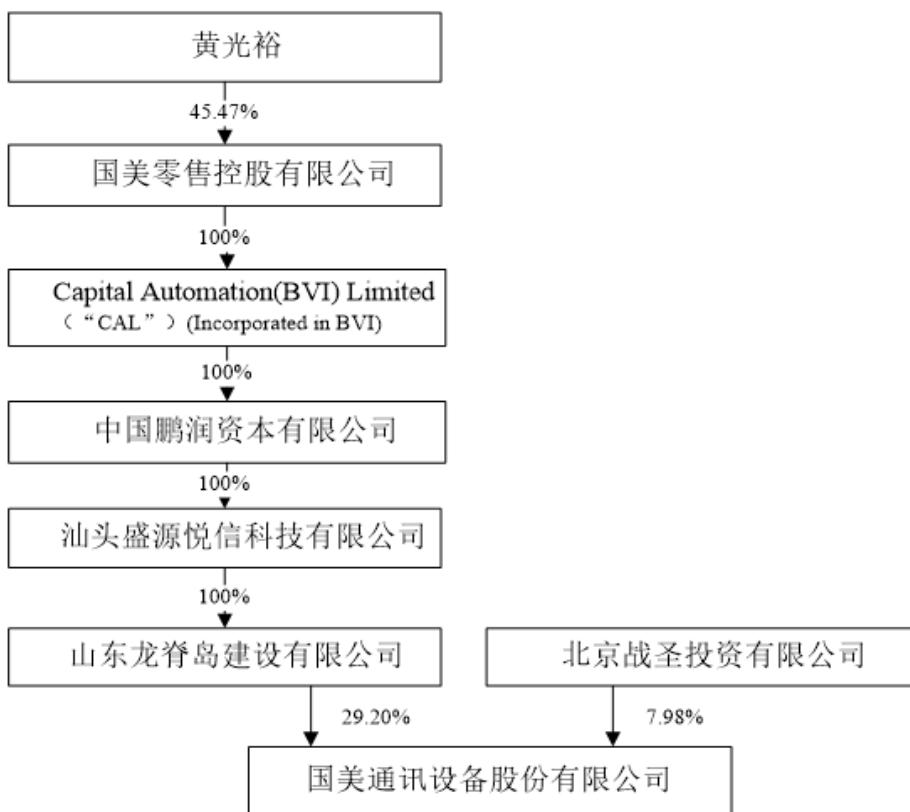 黄光裕
45.47%
国美零售控股有限公司
100%
Capital Automation(BVI) Limited
（“CAL”）(Incorporated in BVI)
100%
中国鹏润资本有限公司
100%
汕头盛源悦信科技有限公司
100%
山东龙脊岛建设有限公司
北京战圣投资有限公司
29.20%
7.98%
国美通讯设备股份有限公司